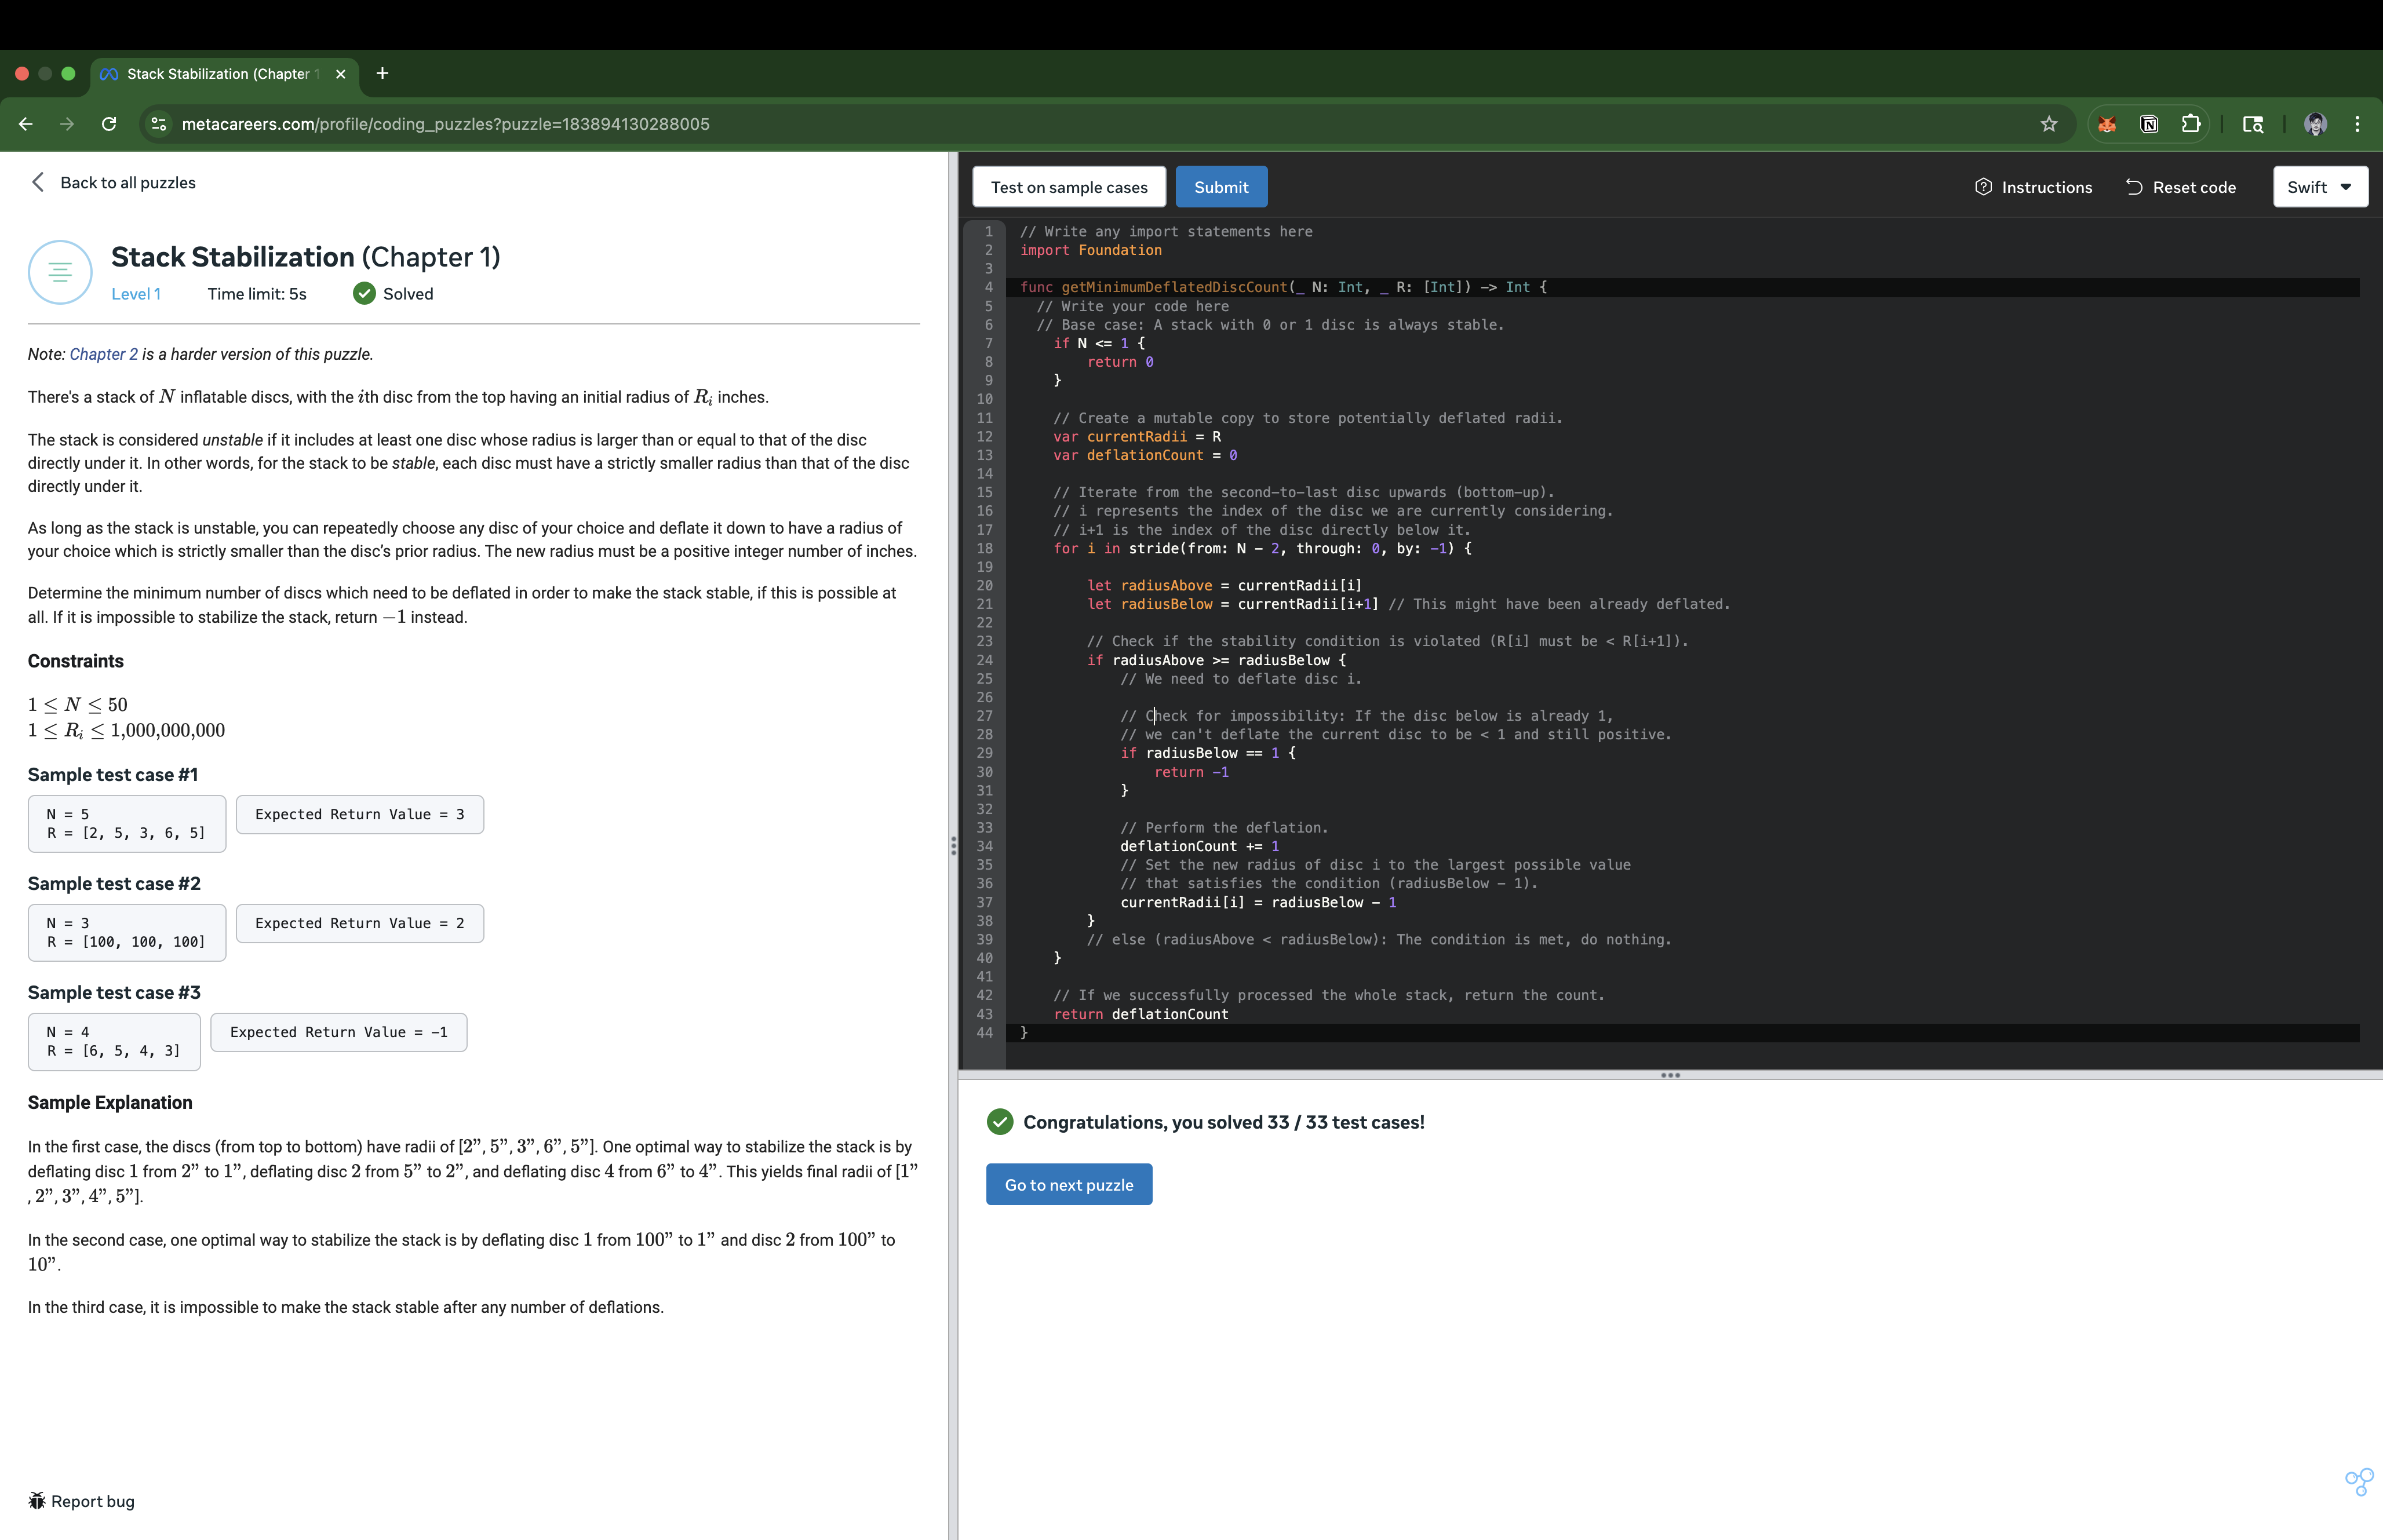 Stack Stabilization (Chapter 1
metacareers.com/profile/coding_puzzles?puzzle=183894130288005
Back to all puzzles
Stack Stabilization (Chapter 1)
Level 1 Time limit: 5s Solved
Note: Chapter 2 is a harder version of this puzzle.
There's a stack of N inflatable discs, with the ith disc from the top having an initial radius of Rᵢ inches.
The stack is considered unstable if it includes at least one disc whose radius is larger than or equal to that of the disc
directly under it. In other words, for the stack to be stable, each disc must have a strictly smaller radius than that of the disc
directly under it.
As long as the stack is unstable, you can repeatedly choose any disc of your choice and deflate it down to have a radius of
your choice which is strictly smaller than the disc’s prior radius. The new radius must be a positive integer number of inches.
Determine the minimum number of discs which need to be deflated in order to make the stack stable, if this is possible at
all. If it is impossible to stabilize the stack, return −1 instead.
Constraints
1 ≤ N ≤ 50
1 ≤ Rᵢ ≤ 1,000,000,000
Sample test case #1
N = 5
R = [2, 5, 3, 6, 5]
Expected Return Value = 3
Sample test case #2
N = 3
R = [100, 100, 100]
Expected Return Value = 2
Sample test case #3
N = 4
R = [6, 5, 4, 3]
Expected Return Value = -1
Sample Explanation
In the first case, the discs (from top to bottom) have radii of [2”, 5”, 3”, 6”, 5”]. One optimal way to stabilize the stack is by
deflating disc 1 from 2” to 1”, deflating disc 2 from 5” to 2”, and deflating disc 4 from 6” to 4”. This yields final radii of [1”
, 2”, 3”, 4”, 5”].
In the second case, one optimal way to stabilize the stack is by deflating disc 1 from 100” to 1” and disc 2 from 100” to
10”.
In the third case, it is impossible to make the stack stable after any number of deflations.
Report bug
Test on sample cases Submit Instructions Reset code Swift
1 // Write any import statements here
2 import Foundation
3
4 func getMinimumDeflatedDiscCount(_ N: Int, _ R: [Int]) -> Int {
5 // Write your code here
6 // Base case: A stack with 0 or 1 disc is always stable.
7 if N <= 1 {
8 return 0
9 }
10
11 // Create a mutable copy to store potentially deflated radii.
12 var currentRadii = R
13 var deflationCount = 0
14
15 // Iterate from the second-to-last disc upwards (bottom-up).
16 // i represents the index of the disc we are currently considering.
17 // i+1 is the index of the disc directly below it.
18 for i in stride(from: N - 2, through: 0, by: -1) {
19
20 let radiusAbove = currentRadii[i]
21 let radiusBelow = currentRadii[i+1] // This might have been already deflated.
22
23 // Check if the stability condition is violated (R[i] must be < R[i+1]).
24 if radiusAbove >= radiusBelow {
25 // We need to deflate disc i.
26
27 // Check for impossibility: If the disc below is already 1,
28 // we can't deflate the current disc to be < 1 and still positive.
29 if radiusBelow == 1 {
30 return -1
31 }
32
33 // Perform the deflation.
34 deflationCount += 1
35 // Set the new radius of disc i to the largest possible value
36 // that satisfies the condition (radiusBelow - 1).
37 currentRadii[i] = radiusBelow - 1
38 }
39 // else (radiusAbove < radiusBelow): The condition is met, do nothing.
40 }
41
42 // If we successfully processed the whole stack, return the count.
43 return deflationCount
44 }
Congratulations, you solved 33 / 33 test cases!
Go to next puzzle